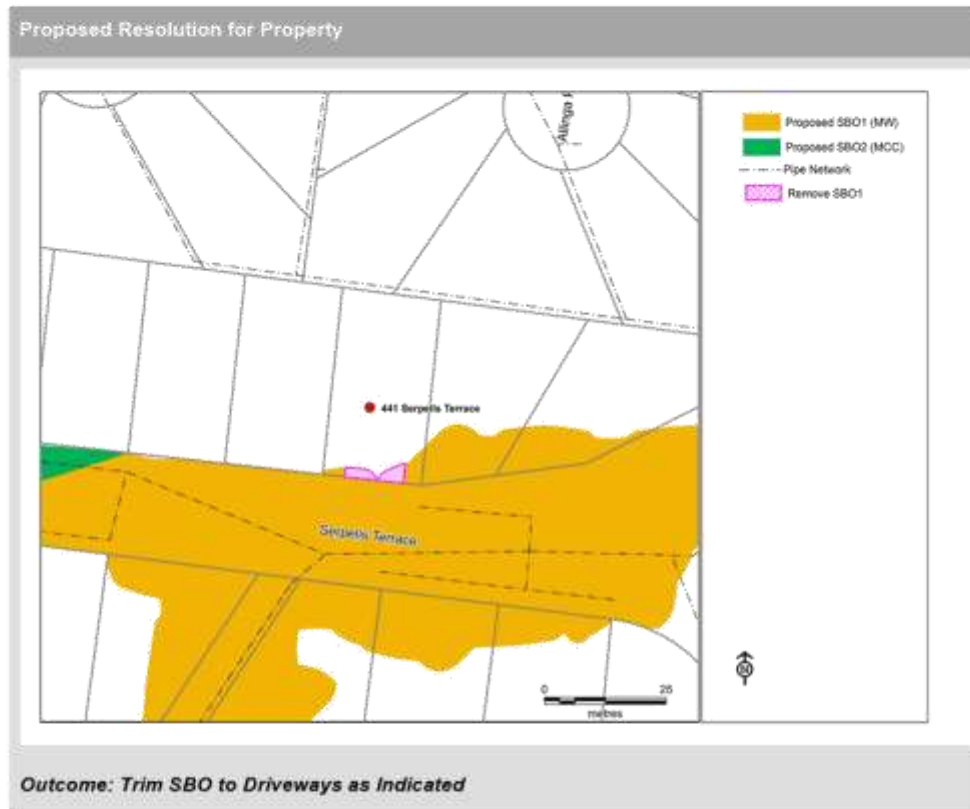 Proposed Resolution for Property
Allinga
Proposed SBO1 (MW)
Proposed SBO2 (MCC)
Pipe Network
Remove SBO1
441 Serpells Terrace
Serpells Terrace
0 25
metres
Outcome: Trim SBO to Driveways as Indicated